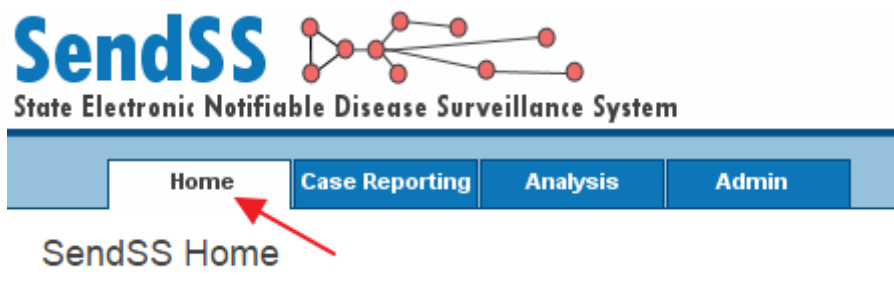 SendSS
State Electronic Notifiable Disease Surveillance System
Home Case Reporting Analysis Admin
SendSS Home